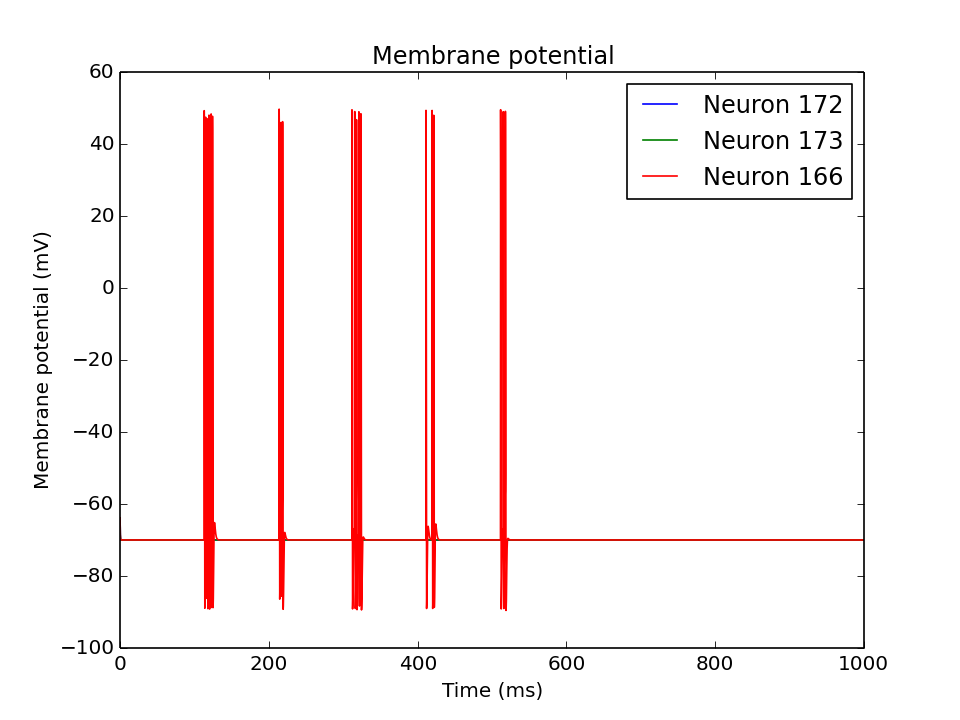 Membrane potential
60
40
20
0
−20
−40
−60
−80
−100
Membrane potential (mV)
Neuron 172
Neuron 173
Neuron 166
0 200 400 600 800 1000
Time (ms)